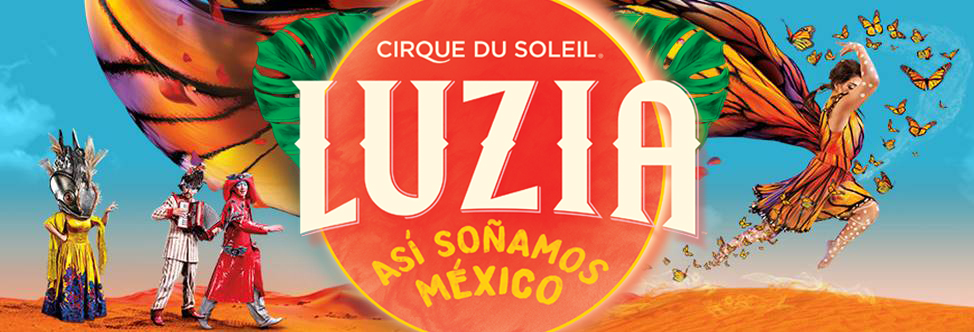 CIRQUE DU SOLEIL®
LUZIA
ASÍ SOÑAMOS
MÉXICO